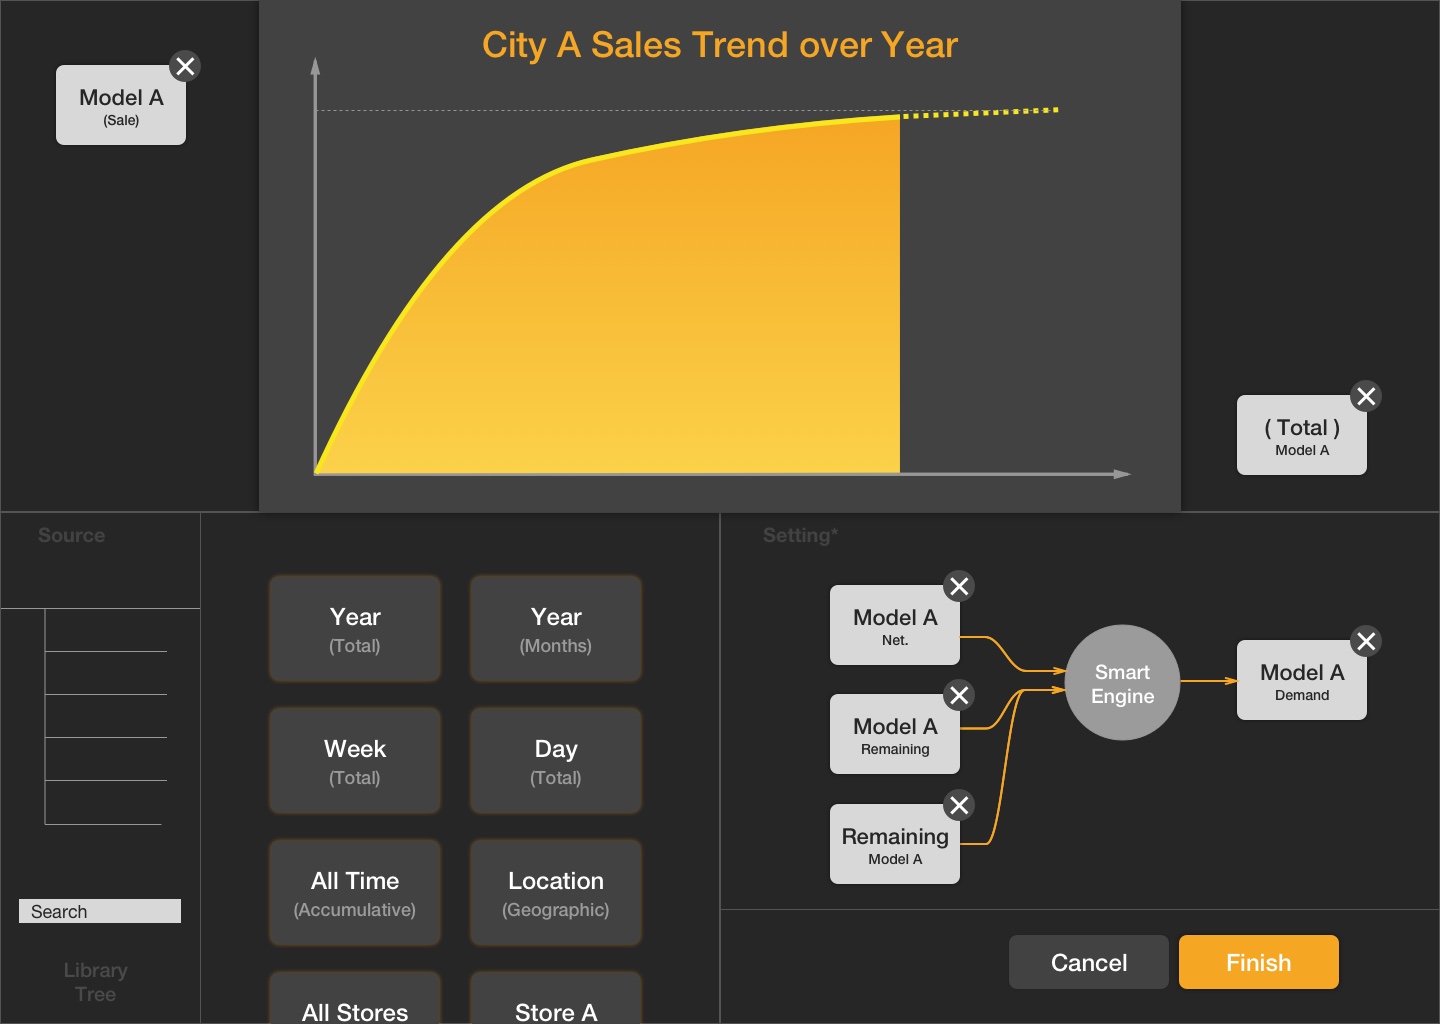 City A Sales Trend over Year
Model A
(Sale)
( Total )
Model A
Source
Search
Library
Tree
Year
(Total)
Year
(Months)
Week
(Total)
Day
(Total)
All Time
(Accumulative)
Location
(Geographic)
All Stores
Store A
Setting*
Model A
Net.
Model A
Remaining
Remaining
Model A
Smart
Engine
Model A
Demand
Cancel
Finish